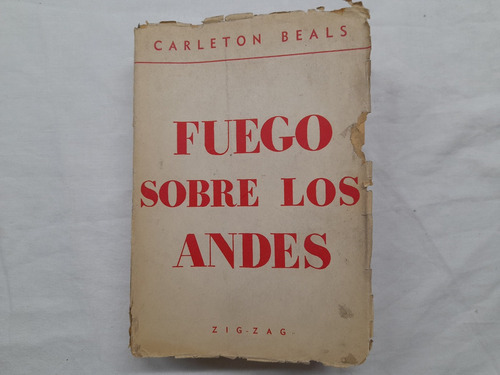 CARLETON BEALS
FUEGO
SOBRE LOS
ANDES
ZIG-ZAG